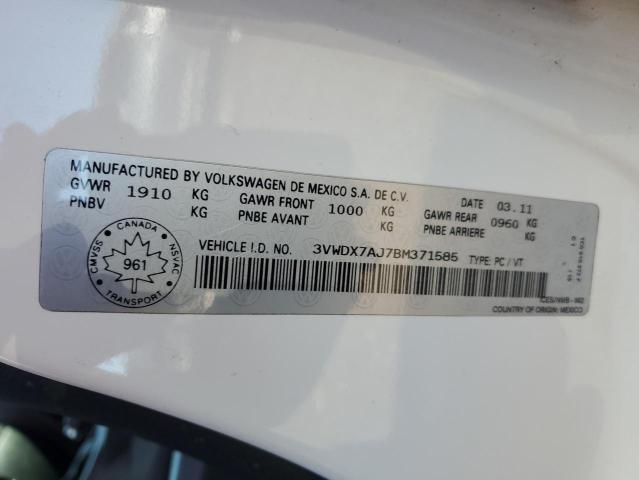 MANUFACTURED BY VOLKSWAGEN DE MEXICO S.A. DE C.V. DATE 03.11
GVWR 1910 KG GAWR FRONT 1000 KG GAWR REAR 0960 KG
PNBV KG PNBE AVANT KG PNBE ARRIERE KG
VEHICLE I.D. NO. 3VWDX7AJ7BM371585 TYPE: PC / VT
CANADA
CMVSS 961 NSVAC
TRANSPORT
COUNTRY OF ORIGIN: MEXICO